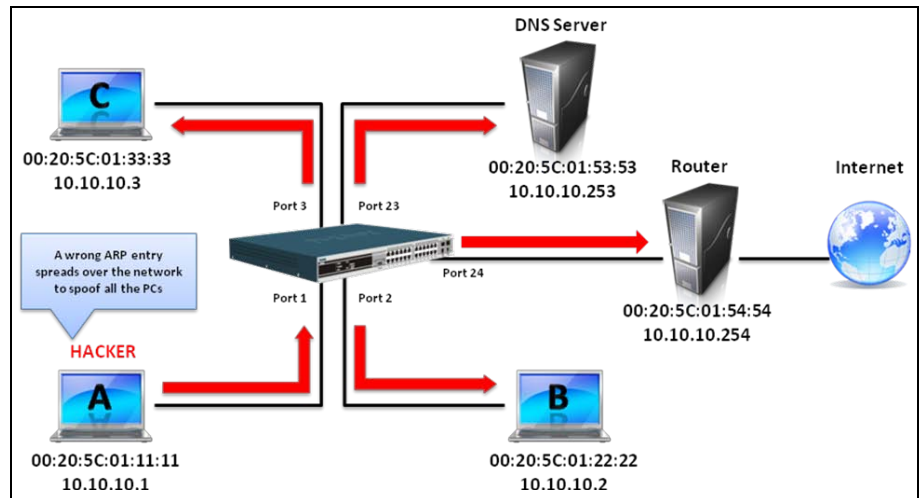 DNS Server
C
00:20:5C:01:33:33
10.10.10.3
00:20:5C:01:53:53
10.10.10.253
Router
Internet
Port 3
Port 23
A wrong ARP entry
spreads over the network
to spoof all the PCs
Port 24
Port 1
Port 2
00:20:5C:01:54:54
10.10.10.254
HACKER
A
B
00:20:5C:01:11:11
10.10.10.1
00:20:5C:01:22:22
10.10.10.2